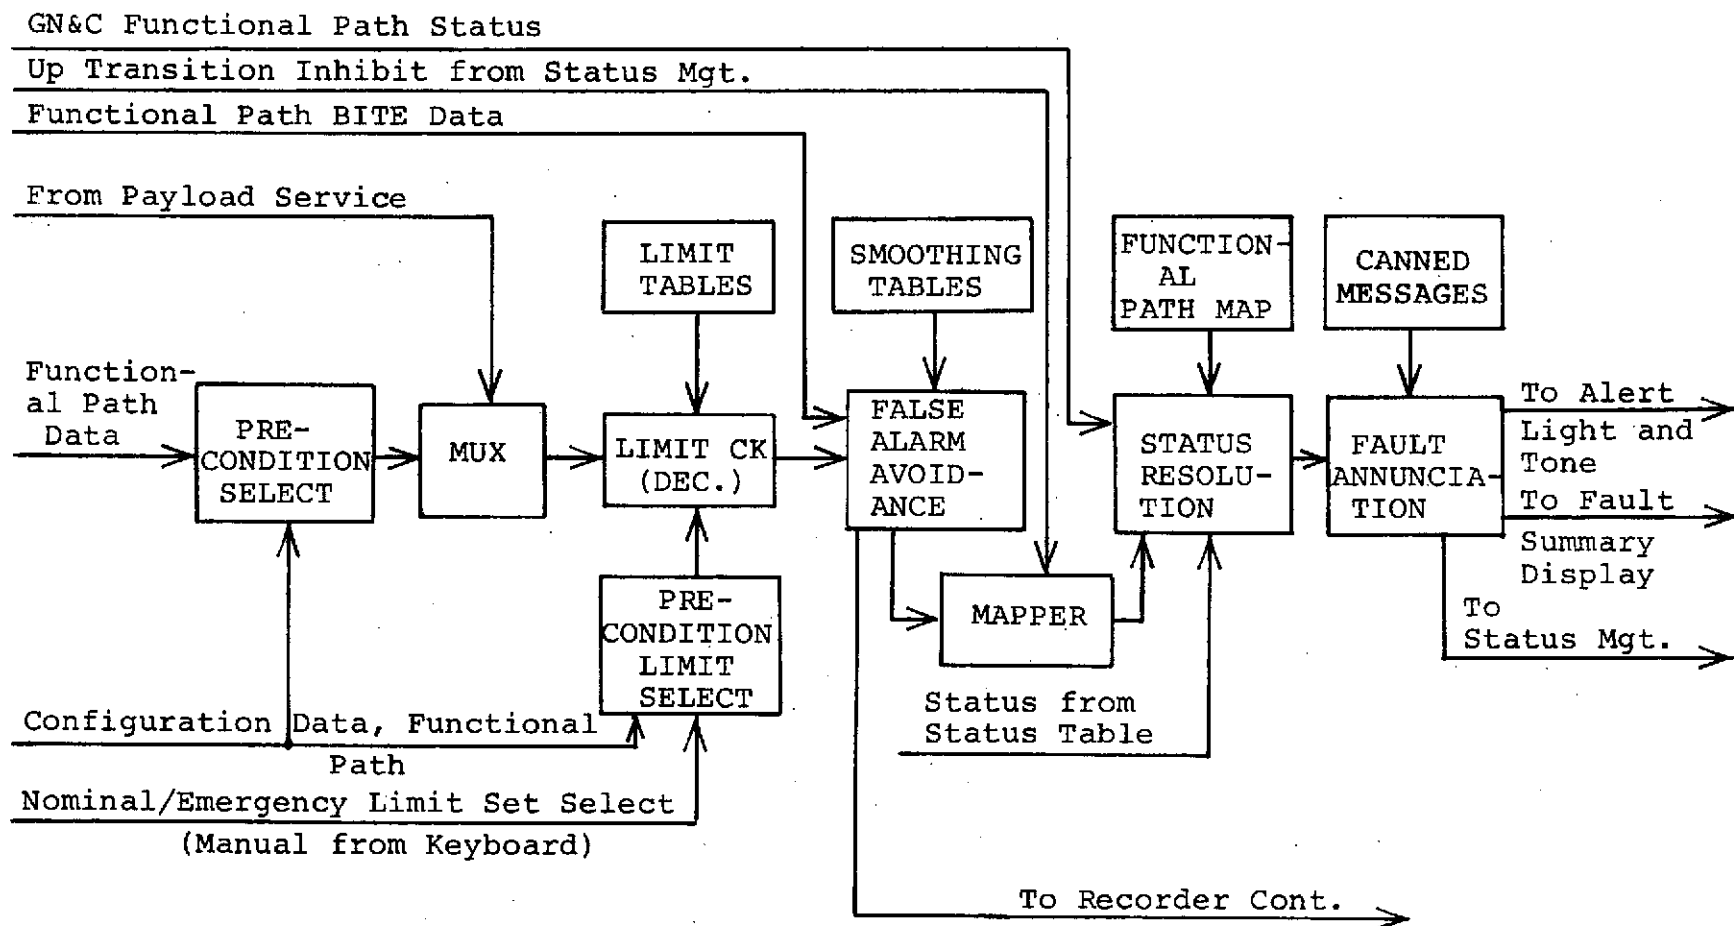 GN&C Functional Path Status
Up Transition Inhibit from Status Mgt.
Functional Path BITE Data
From Payload Service
LIMIT
TABLES
SMOOTHING
TABLES
FUNCTION-
AL
PATH MAP
CANNED
MESSAGES
Function-
al Path
Data
PRE-
CONDITION
SELECT
MUX
LIMIT CK
(DEC.)
FALSE
ALARM
AVOID-
ANCE
STATUS
RESOLU-
TION
FAULT
ANNUNCIA-
TION
To Alert
Light and
Tone
To Fault
Summary
Display
To
Status Mgt.
PRE-
CONDITION
LIMIT
SELECT
MAPPER
Status from
Status Table
Configuration Data, Functional
Path
Nominal/Emergency Limit Set Select
(Manual from Keyboard)
To Recorder Cont.